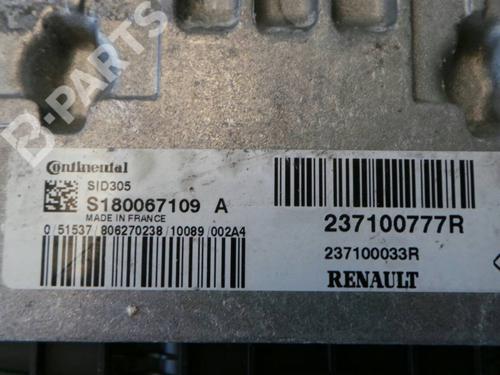 B-PARTS
Continental
SID305
S180067109 A
MADE IN FRANCE
0 51537/806270238/10089/002A4
237100777R
237100033R
RENAULT